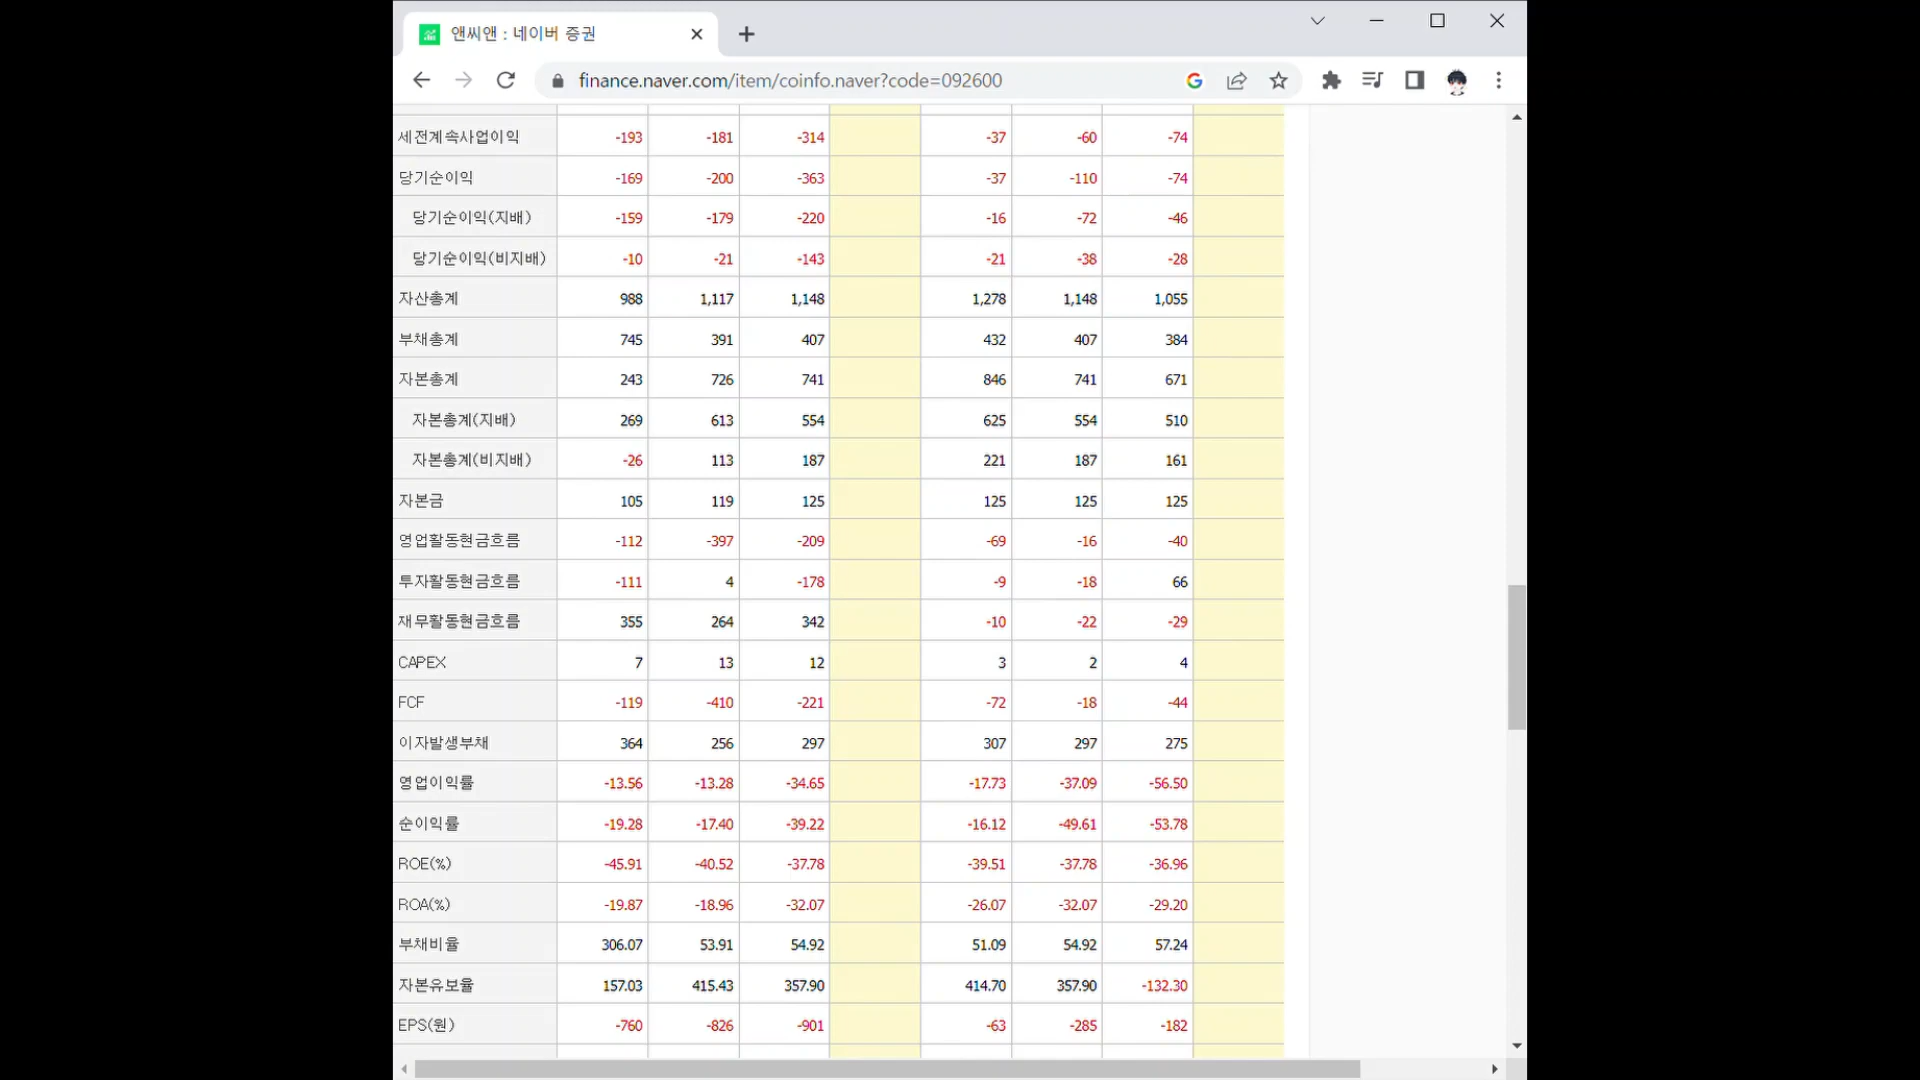 앤씨앤 : 네이버 증권
finance.naver.com/item/coinfo.naver?code=092600
세전계속사업이익 -193 -181 -314 -37 -60 -74
당기순이익 -169 -200 -363 -37 -110 -74
당기순이익(지배) -159 -179 -220 -16 -72 -46
당기순이익(비지배) -10 -21 -143 -21 -38 -28
자산총계 988 1,117 1,148 1,278 1,148 1,055
부채총계 745 391 407 432 407 384
자본총계 243 726 741 846 741 671
자본총계(지배) 269 613 554 625 554 510
자본총계(비지배) -26 113 187 221 187 161
자본금 105 119 125 125 125 125
영업활동현금흐름 -112 -397 -209 -69 -16 -40
투자활동현금흐름 -111 4 -178 -9 -18 66
재무활동현금흐름 355 264 342 -10 -22 -29
CAPEX 7 13 12 3 2 4
FCF -119 -410 -221 -72 -18 -44
이자발생부채 364 256 297 307 297 275
영업이익률 -13.56 -13.28 -34.65 -17.73 -37.09 -56.50
순이익률 -19.28 -17.40 -39.22 -16.12 -49.61 -53.78
ROE(%) -45.91 -40.52 -37.78 -39.51 -37.78 -36.96
ROA(%) -19.87 -18.96 -32.07 -26.07 -32.07 -29.20
부채비율 306.07 53.91 54.92 51.09 54.92 57.24
자본유보율 157.03 415.43 357.90 414.70 357.90 -132.30
EPS(원) -760 -826 -901 -63 -285 -182